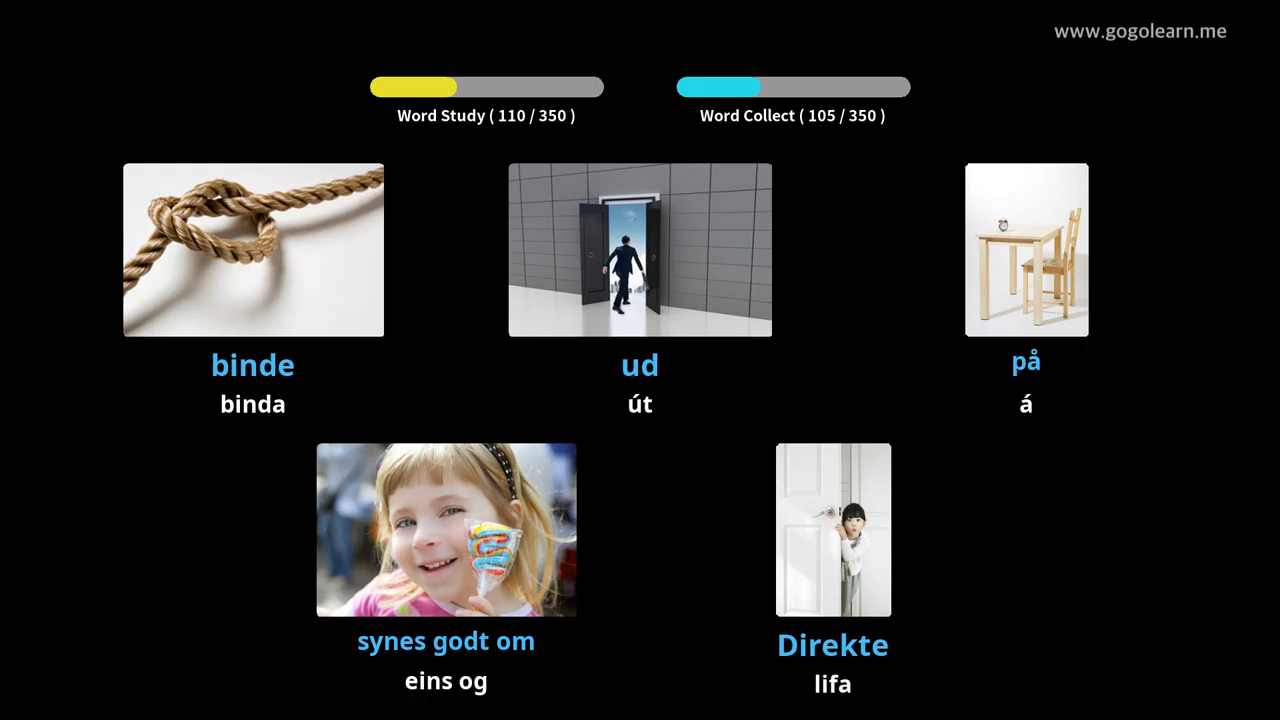 www.gogolearn.me
Word Study ( 110 / 350 )
Word Collect ( 105 / 350 )
binde
binda
ud
út
på
á
synes godt om
eins og
Direkte
lifa